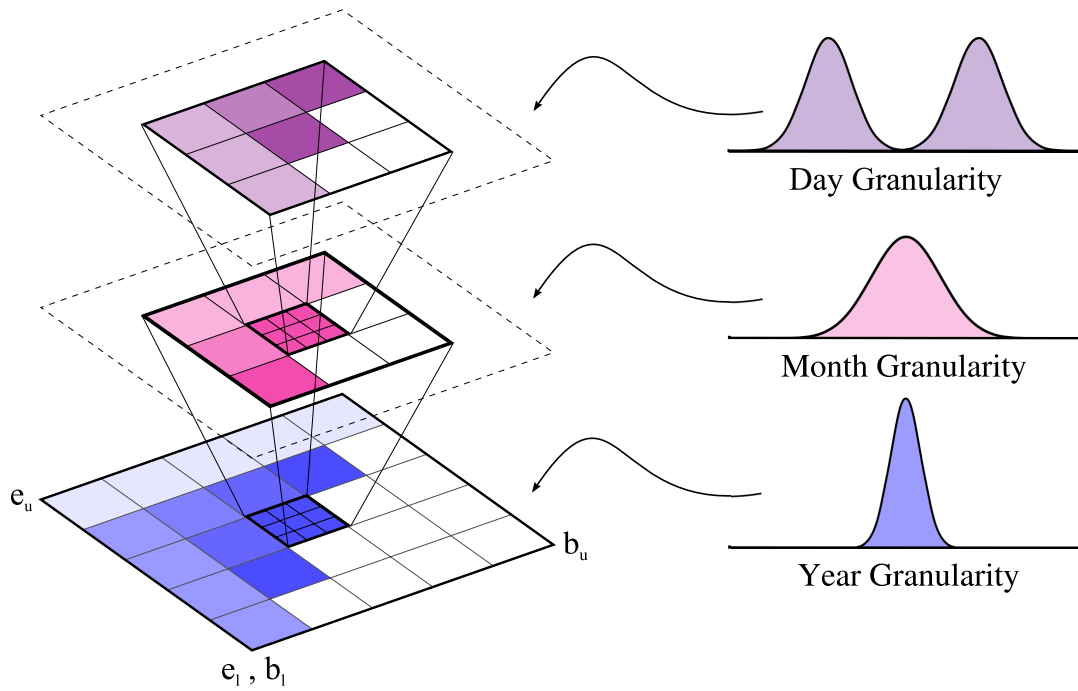 Day Granularity
Month Granularity
Year Granularity
e_u
b_u
e_l , b_l